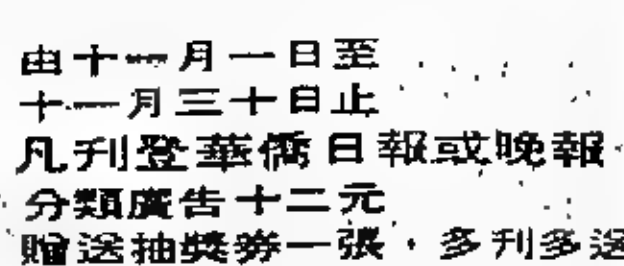 由十一月一日至
十一月三十日止
凡刊登華僑日報或晚報
分類廣告十二元
贈送抽獎券一張，多刊多送